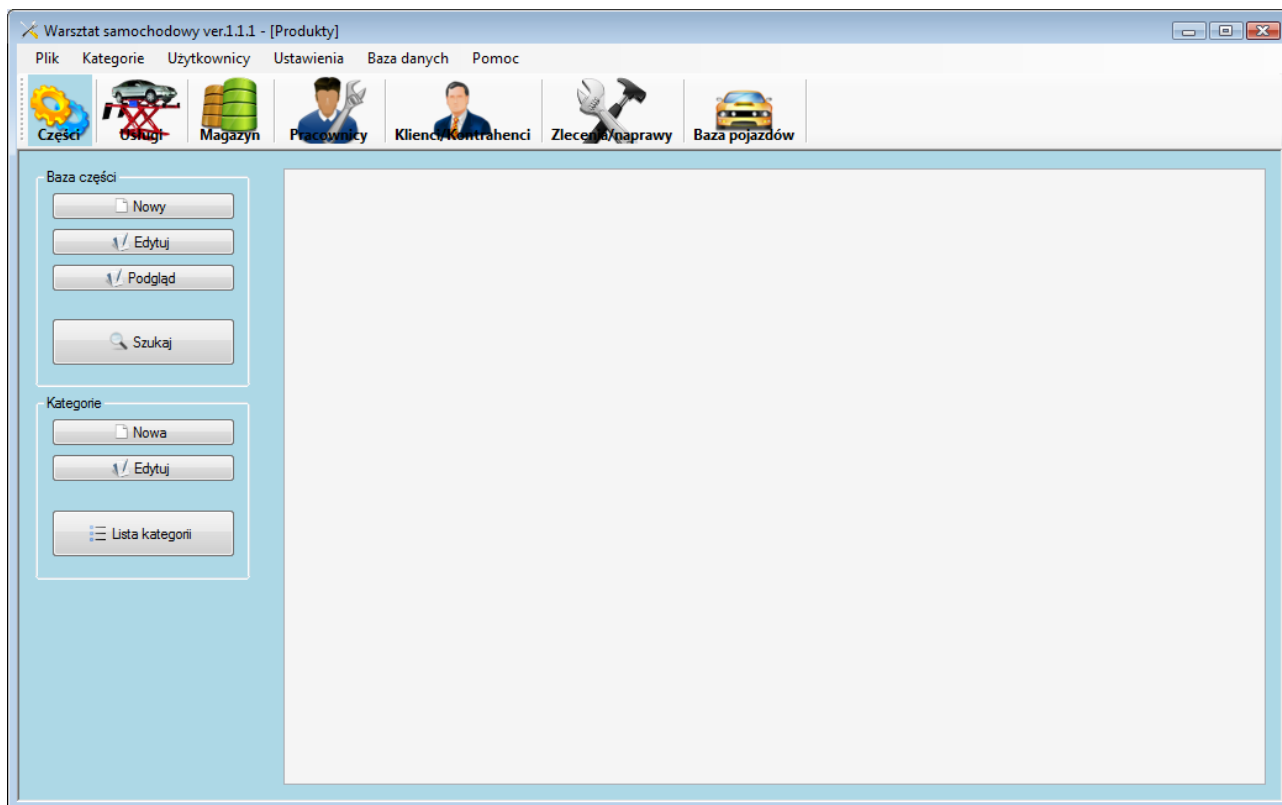 Warsztat samochodowy ver.1.1.1 - [Produkty]
Plik Kategorie Użytkownicy Ustawienia Baza danych Pomoc
Części Usługi Magazyn Pracownicy Klienci/Kontrahenci Zlecenia/naprawy Baza pojazdów
Baza części
Nowy
Edytuj
Podgląd
Szukaj
Kategorie
Nowa
Edytuj
Lista kategorii